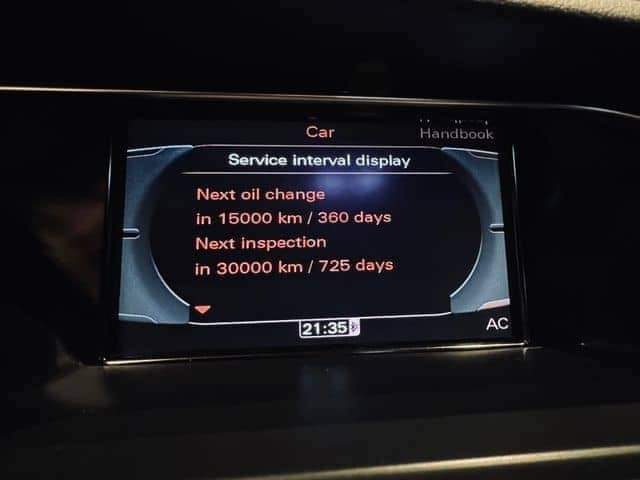 Car
Handbook
Service interval display
Next oil change
in 15000 km / 360 days
Next inspection
in 30000 km / 725 days
21:35
AC